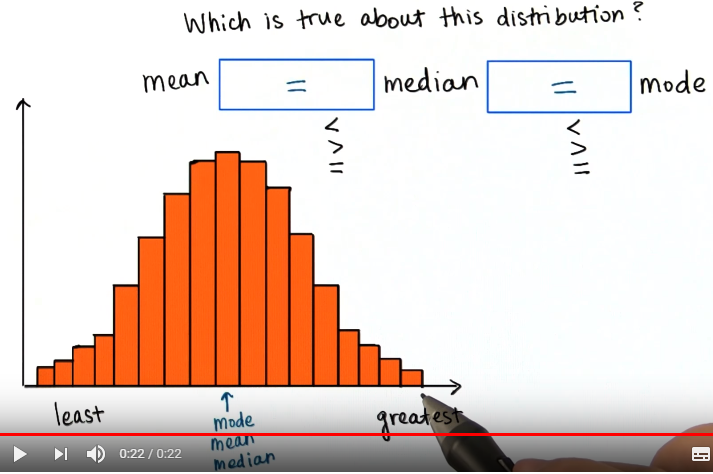 Which is true about this distribution?
mean = median = mode
< <
> >
= =
least greatest
mode
mean
median
0:22 / 0:22